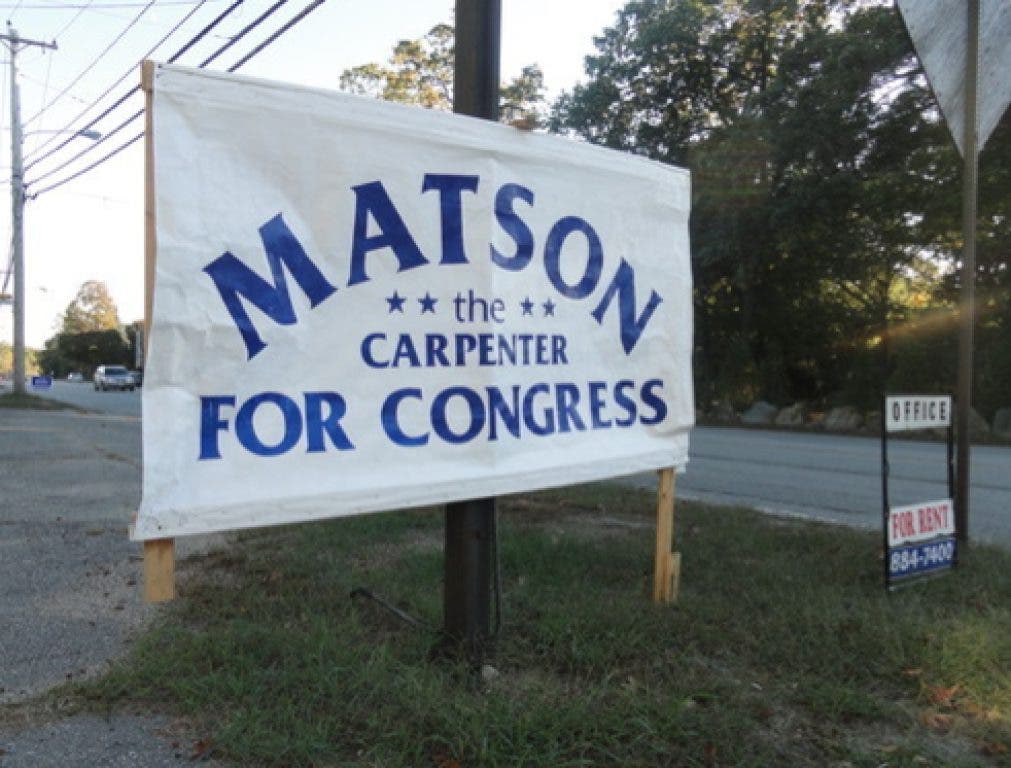 MATSON
the
CARPENTER
FOR CONGRESS
OFFICE
FOR RENT
884-7400